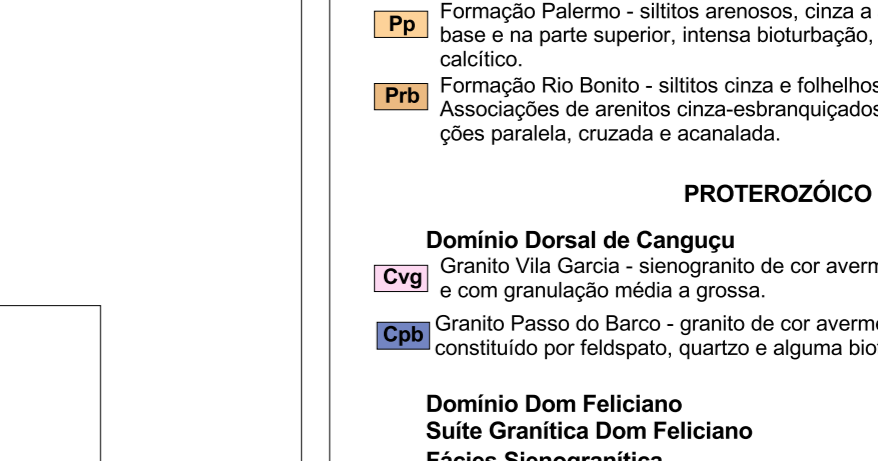 Formação Palermo - siltitos arenosos, cinza a
Pp
base e na parte superior, intensa bioturbação,
calcítico.
Formação Rio Bonito - siltitos cinza e folhelhos
Prb
Associações de arenitos cinza-esbranquiçados
ções paralela, cruzada e acanalada.
PROTEROZÓICO
Domínio Dorsal de Canguçu
Cvg
Granito Vila Garcia - sienogranito de cor
e com granulação média a grossa.
Cpb
Granito Passo do Barco - granito de cor
constituído por feldspato, quartzo e alguma
Domínio Dom Feliciano
Suíte Granítica Dom Feliciano
Fácies Sienogranítica